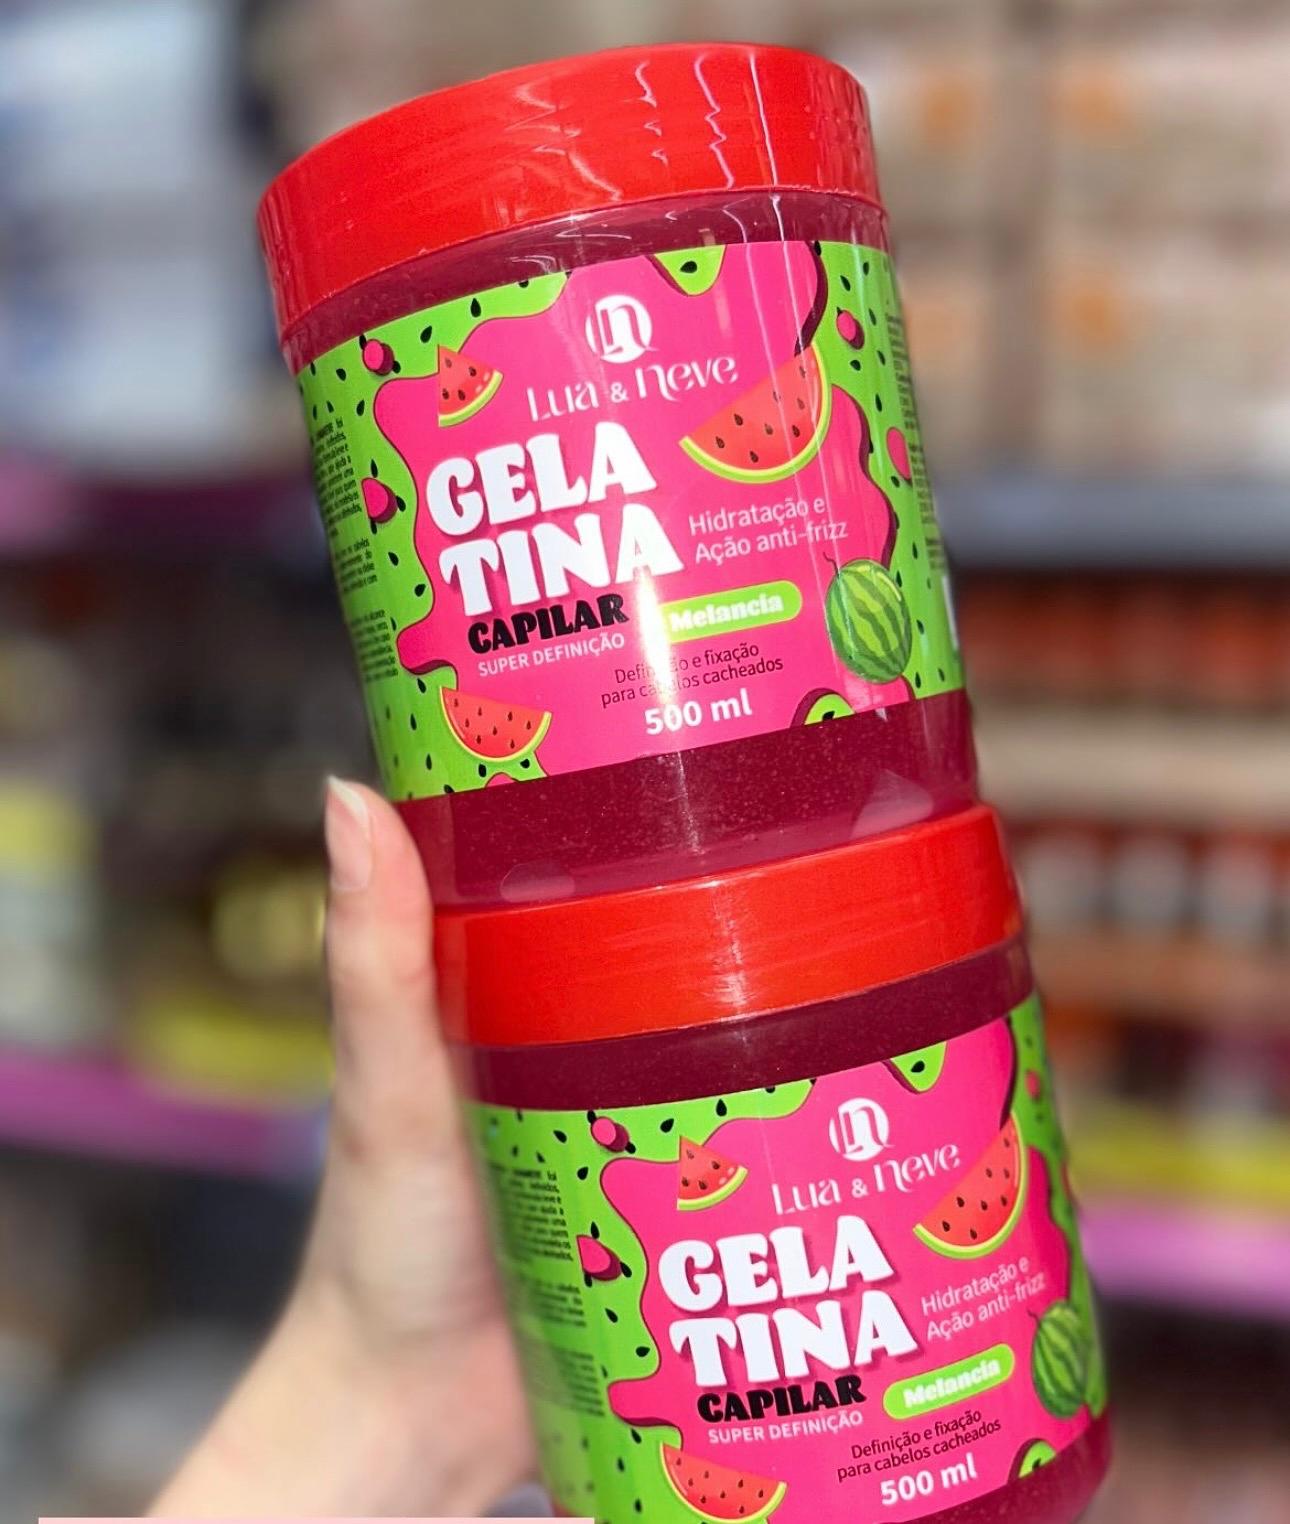 Lua & Neve
GELA
TINA
CAPILAR
SUPER DEFINIÇÃO
Hidratação e
Ação anti-frizz
Melancia
Definição e fixação
para cabelos cacheados
500 ml
Lua & Neve
GELA
TINA
CAPILAR
SUPER DEFINIÇÃO
Hidratação e
Ação anti-frizz
Melancia
Definição e fixação
para cabelos cacheados
500 ml